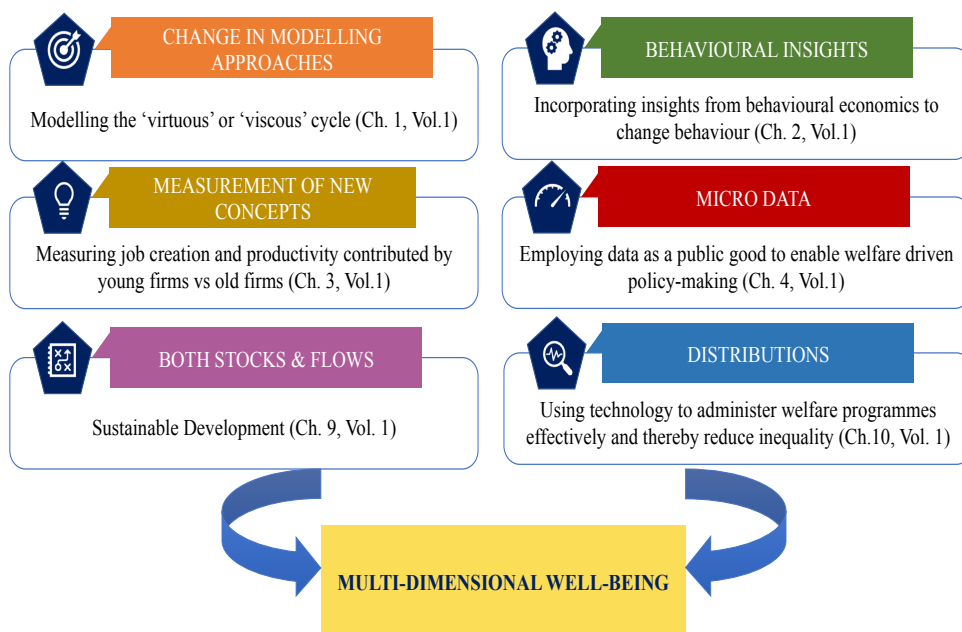 CHANGE IN MODELLING
APPROACHES
Modelling the ‘virtuous’ or ‘viscous’ cycle (Ch. 1, Vol.1)
BEHAVIOURAL INSIGHTS
Incorporating insights from behavioural economics to
change behaviour (Ch. 2, Vol.1)
MEASUREMENT OF NEW
CONCEPTS
Measuring job creation and productivity contributed by
young firms vs old firms (Ch. 3, Vol.1)
MICRO DATA
Employing data as a public good to enable welfare driven
policy-making (Ch. 4, Vol.1)
BOTH STOCKS & FLOWS
Sustainable Development (Ch. 9, Vol. 1)
DISTRIBUTIONS
Using technology to administer welfare programmes
effectively and thereby reduce inequality (Ch.10, Vol. 1)
MULTI-DIMENSIONAL WELL-BEING